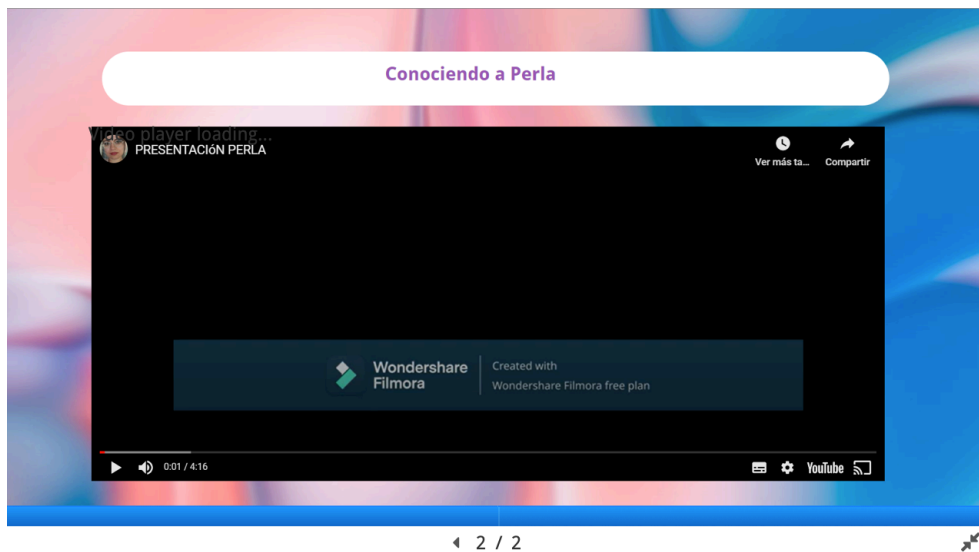 Conociendo a Perla
Video player loading...
PRESENTACIóN PERLA
Ver más ta...
Compartir
Wondershare
Filmora
Created with
Wondershare Filmora free plan
0:01 / 4:16
YouTube
2 / 2